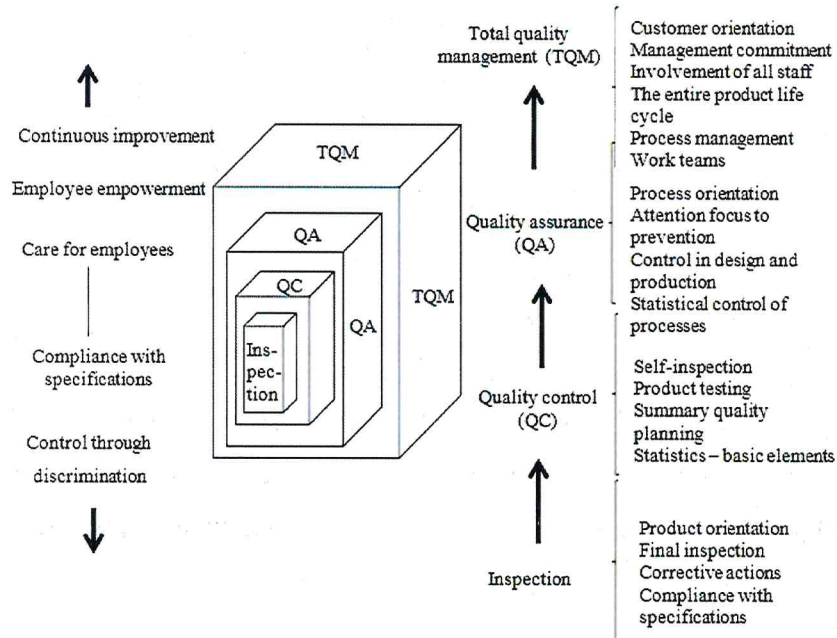 Continuous improvement
Employee empowerment
Care for employees
Compliance with
specifications
Control through
discrimination
TQM
QA
QC
TQM
QA
Ins-
pec-
tion
Total quality
management (TQM)
Quality assurance
(QA)
Quality control
(QC)
Inspection
Customer orientation
Management commitment
Involvement of all staff
The entire product life
cycle
Process management
Work teams
Process orientation
Attention focus to
prevention
Control in design and
production
Statistical control of
processes
Self-inspection
Product testing
Summary quality
planning
Statistics – basic elements
Product orientation
Final inspection
Corrective actions
Compliance with
specifications